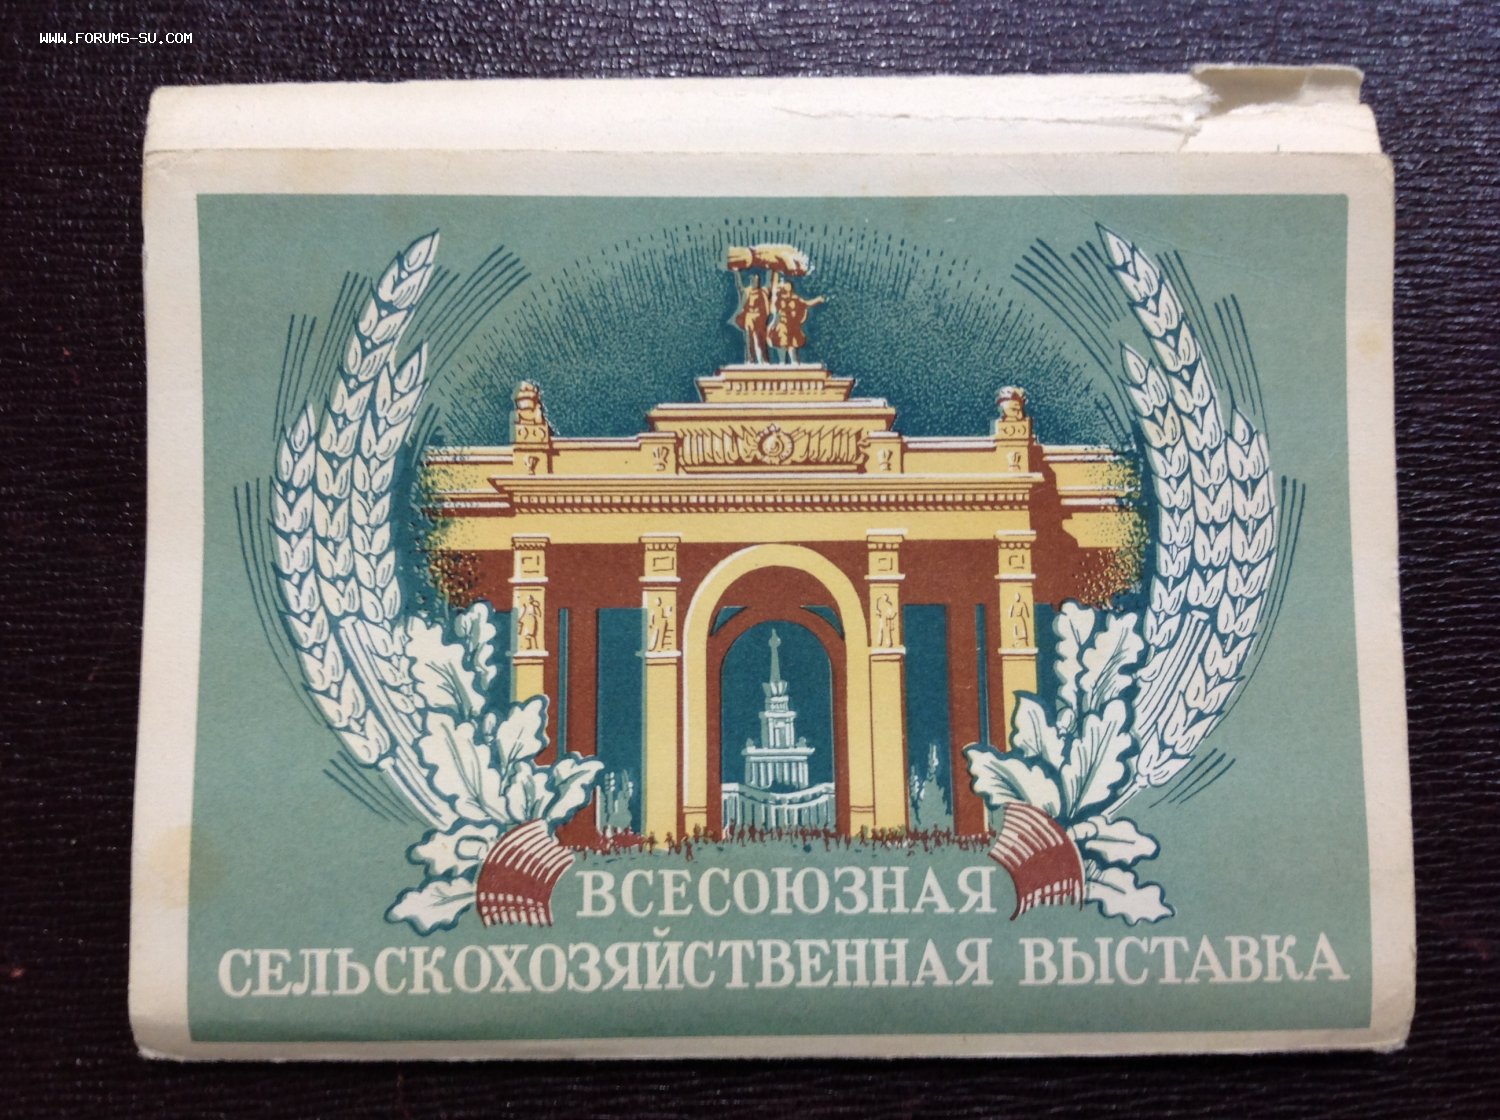 www.forums-su.com
ВСЕСОЮЗНАЯ
СЕЛЬСКОХОЗЯЙСТВЕННАЯ ВЫСТАВКА